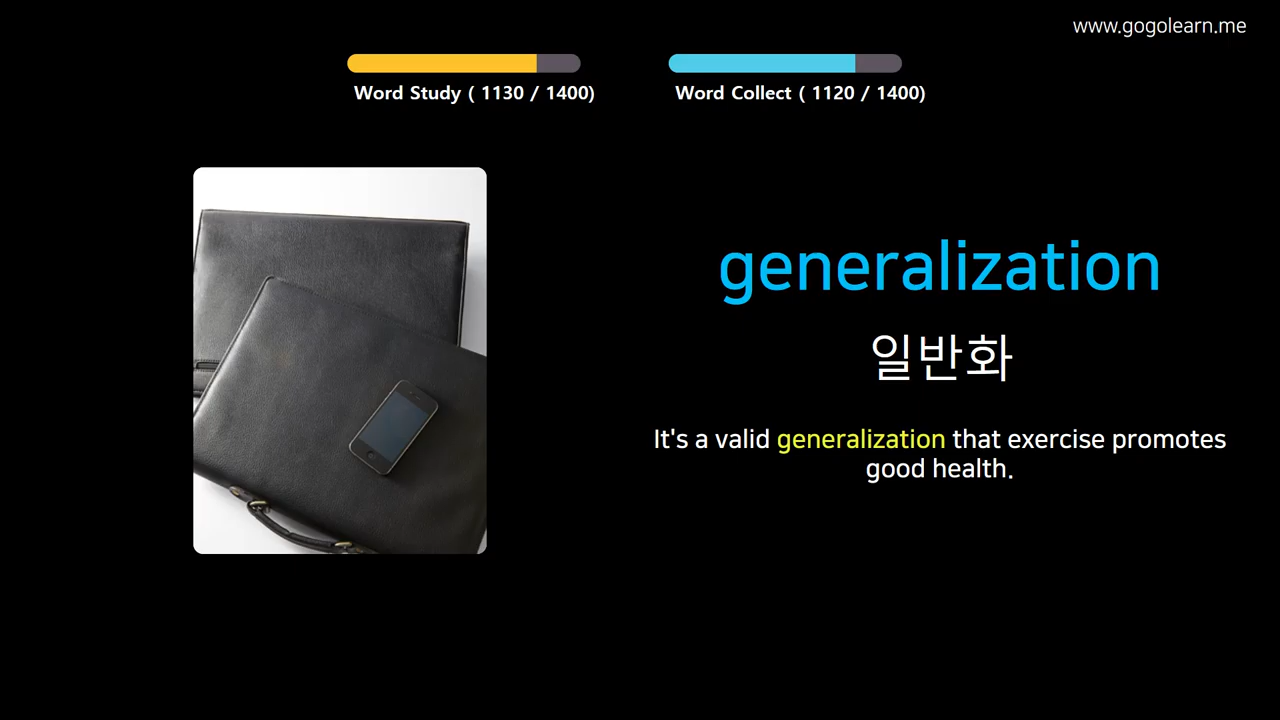 www.gogolearn.me
Word Study ( 1130 / 1400)
Word Collect ( 1120 / 1400)
generalization
일반화
It's a valid generalization that exercise promotes
good health.